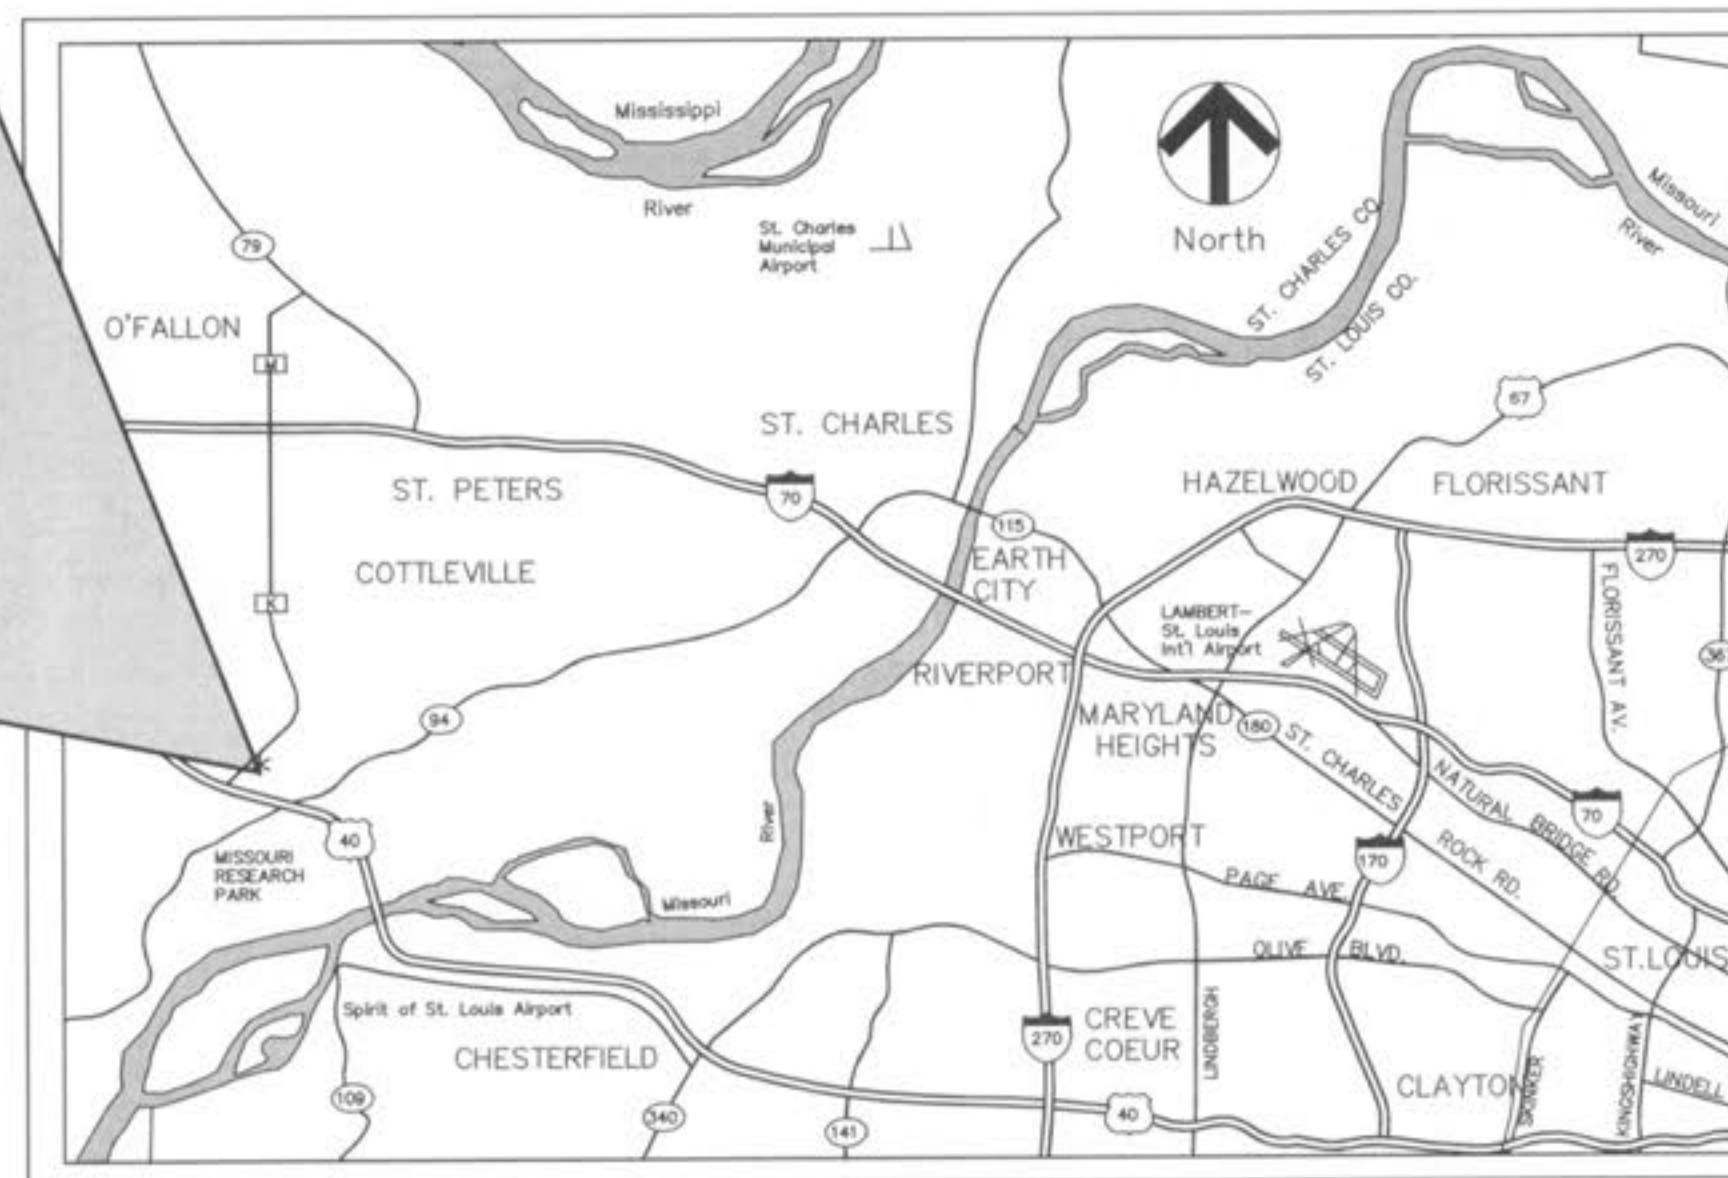 Mississippi
River
St. Charles
Municipal
Airport
North
ST. CHARLES CO.
ST. LOUIS CO.
Missouri
River
79
O'FALLON
M
67
ST. CHARLES
ST. PETERS
70
HAZELWOOD
FLORISSANT
115
EARTH
CITY
270
COTTLEVILLE
K
LAMBERT-
St. Louis
Int'l Airport
FLORISSANT AV.
RIVERPORT
94
MARYLAND
HEIGHTS
180
ST. CHARLES
ROCK RD.
NATURAL BRIDGE RD.
70
40
MISSOURI
RESEARCH
PARK
River
Missouri
WESTPORT
170
PAGE AVE.
OLIVE BLVD.
ST.LOUIS
Spirit of St. Louis Airport
CHESTERFIELD
270
CREVE
COEUR
LINDBERGH
CLAYTON
SKINKER
KINGSHIGHWAY
LINDELL
109
340
141
40